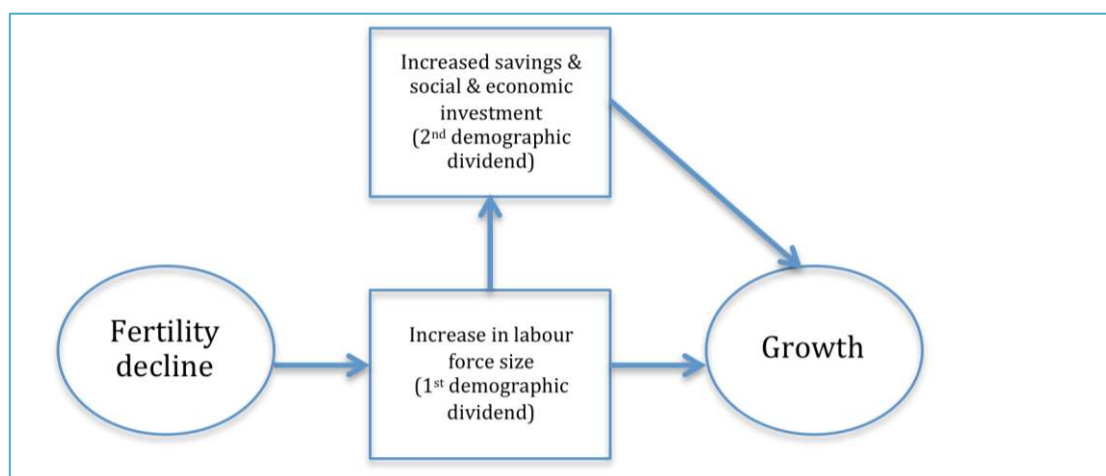 Increased savings &
social & economic
investment
(2nd demographic
dividend)
Fertility
decline
Increase in labour
force size
(1st demographic
dividend)
Growth